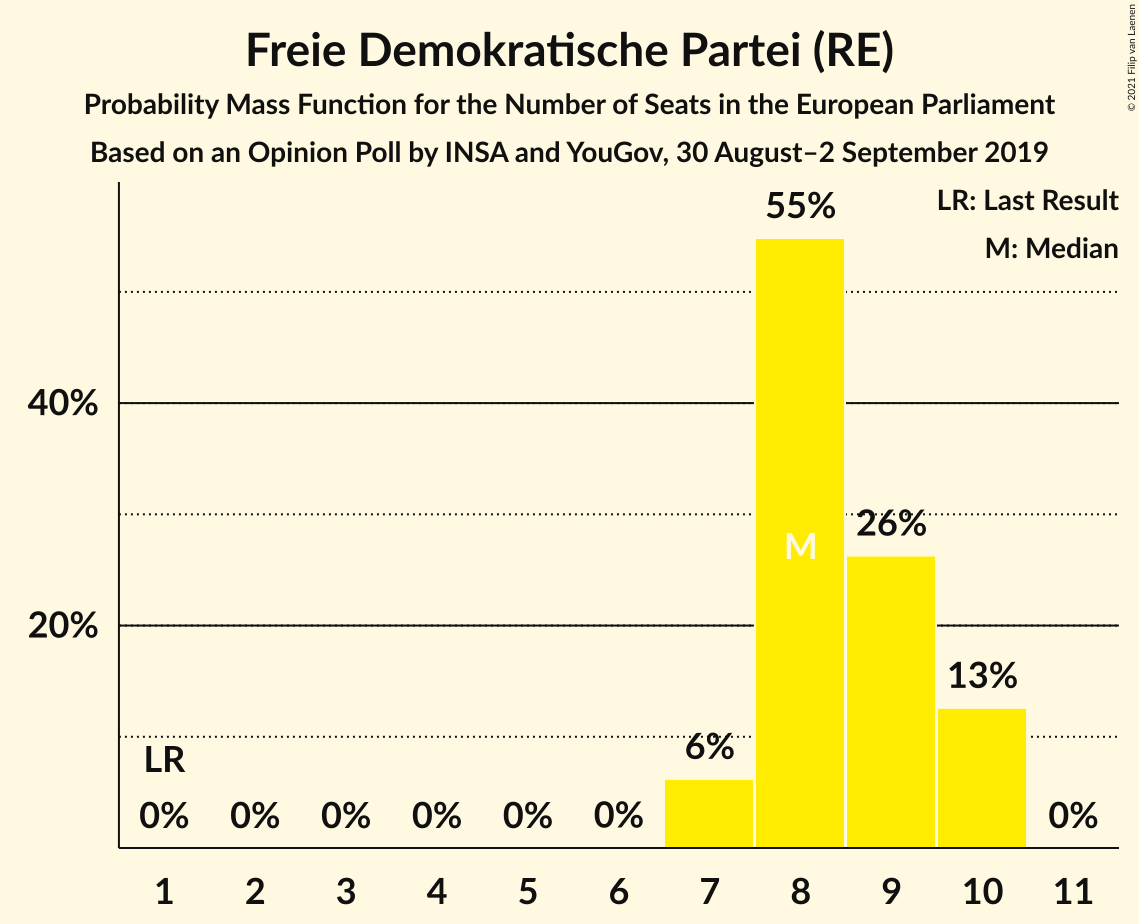 © 2021 Filip van Laenen
Freie Demokratische Partei (RE)
Probability Mass Function for the Number of Seats in the European Parliament
Based on an Opinion Poll by INSA and YouGov, 30 August–2 September 2019
LR: Last Result
M: Median
55%
40%
26%
M
20%
13%
6%
LR
0% 0% 0% 0% 0% 0% 0%
1 2 3 4 5 6 7 8 9 10 11